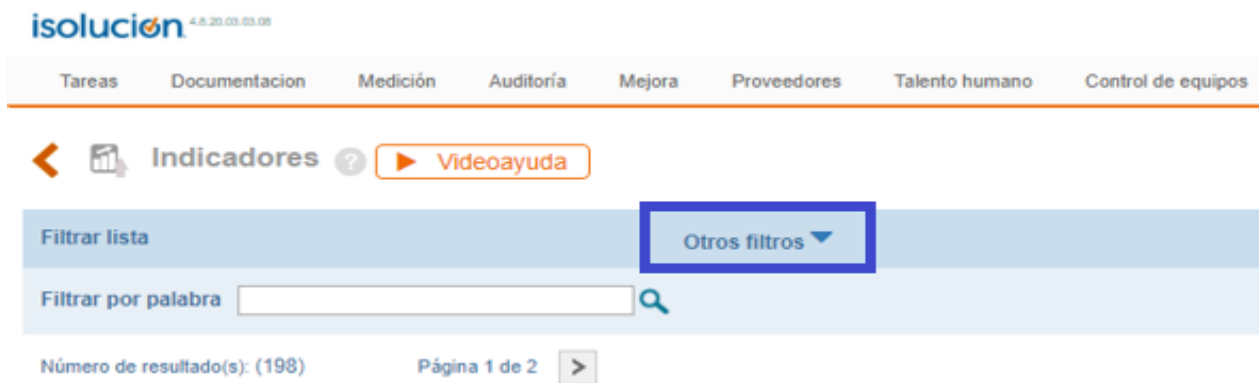 isolución 4.8.20.03.03.08
Tareas Documentacion Medición Auditoría Mejora Proveedores Talento humano Control de equipos
Indicadores ? Videoayuda
Filtrar lista Otros filtros
Filtrar por palabra
Número de resultado(s): (198) Página 1 de 2 >